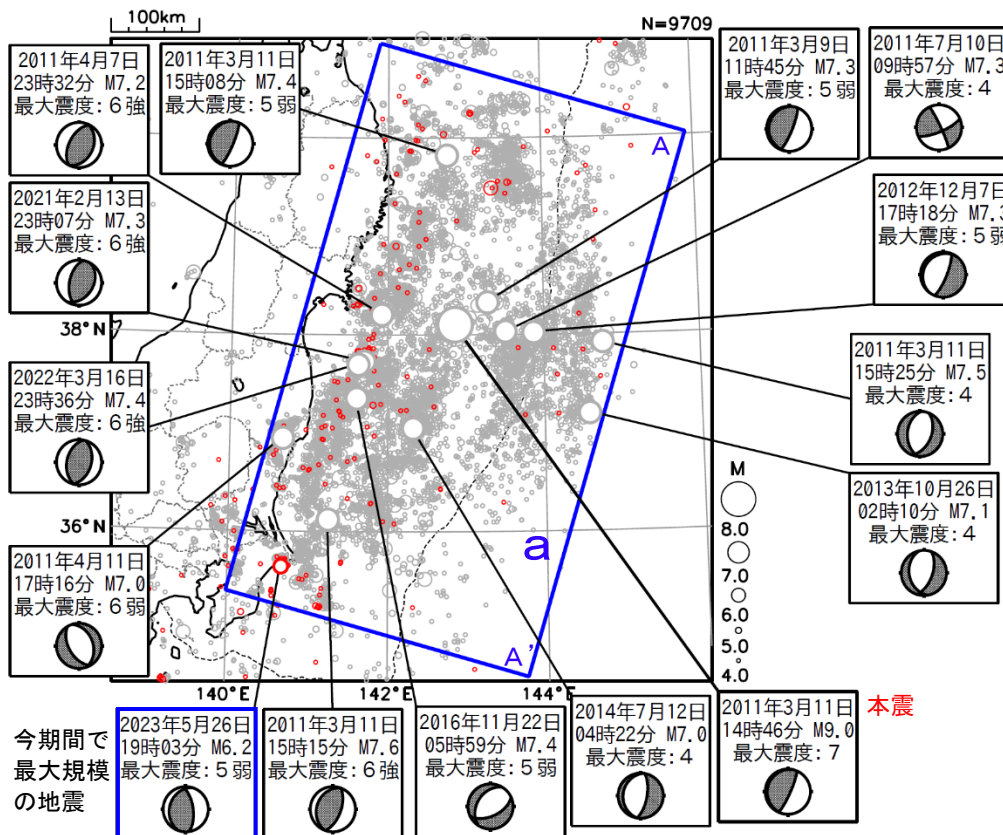 100km
N=9709
2011年4月7日
23時32分 M7.2
最大震度:6強
2011年3月11日
15時08分 M7.4
最大震度:5弱
2011年3月9日
11時45分 M7.3
最大震度:5弱
2011年7月10日
09時57分 M7.3
最大震度:4
2021年2月13日
23時07分 M7.3
最大震度:6強
2012年12月7日
17時18分 M7.3
最大震度:5弱
A
38°N
2022年3月16日
23時36分 M7.4
最大震度:6強
2011年3月11日
15時25分 M7.5
最大震度:4
2013年10月26日
02時10分 M7.1
最大震度:4
M
8.0
7.0
6.0
5.0
4.0
36°N
a
2011年4月11日
17時16分 M7.0
最大震度:6弱
A'
140°E
142°E
144°E
今期間で
最大規模
の地震
2023年5月26日
19時03分 M6.2
最大震度:5弱
2011年3月11日
15時15分 M7.6
最大震度:6強
2016年11月22日
05時59分 M7.4
最大震度:5弱
2014年7月12日
04時22分 M7.0
最大震度:4
2011年3月11日
14時46分 M9.0
最大震度:7
本震